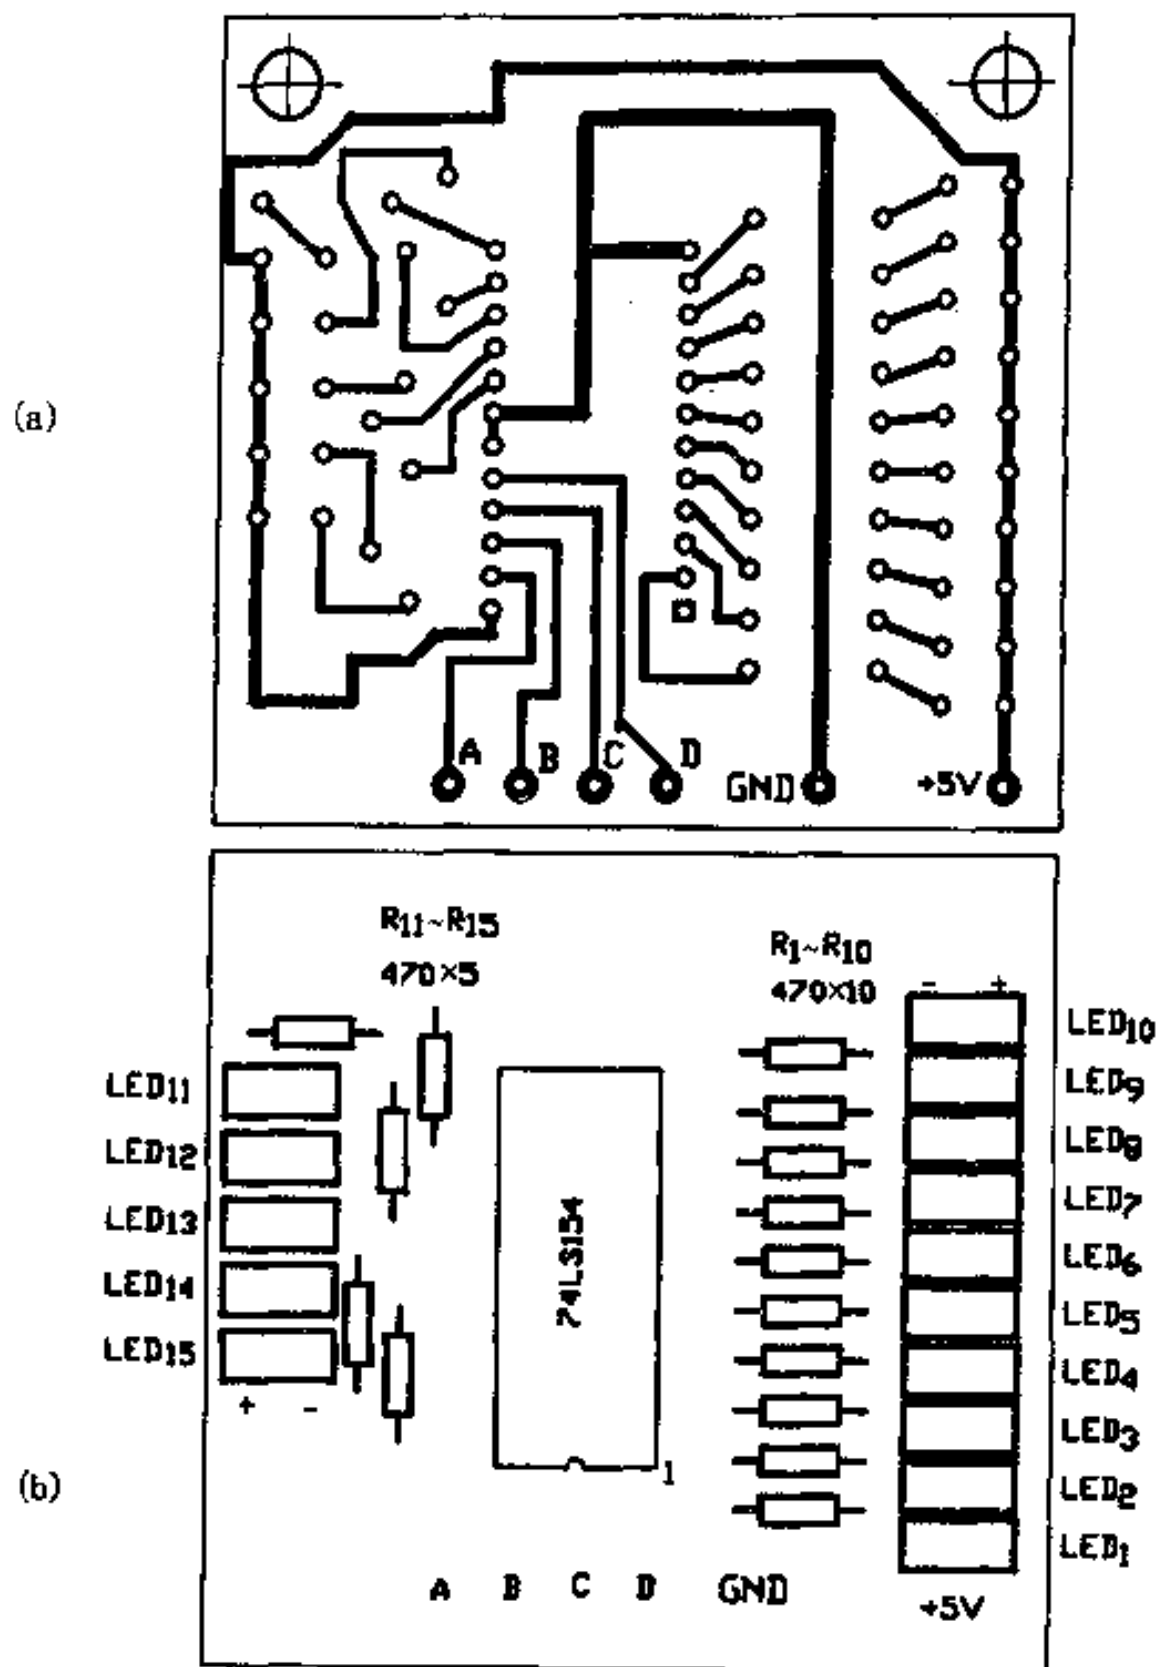 (a)
A B C D GND +5V
R11~R15
470×5
R1~R10
470×10
- +
LED10
LED9
LED8
LED7
LED6
LED5
LED4
LED3
LED2
LED1
LED11
LED12
LED13
LED14
LED15
+ -
74LS154
1
(b)
A B C D GND +5V